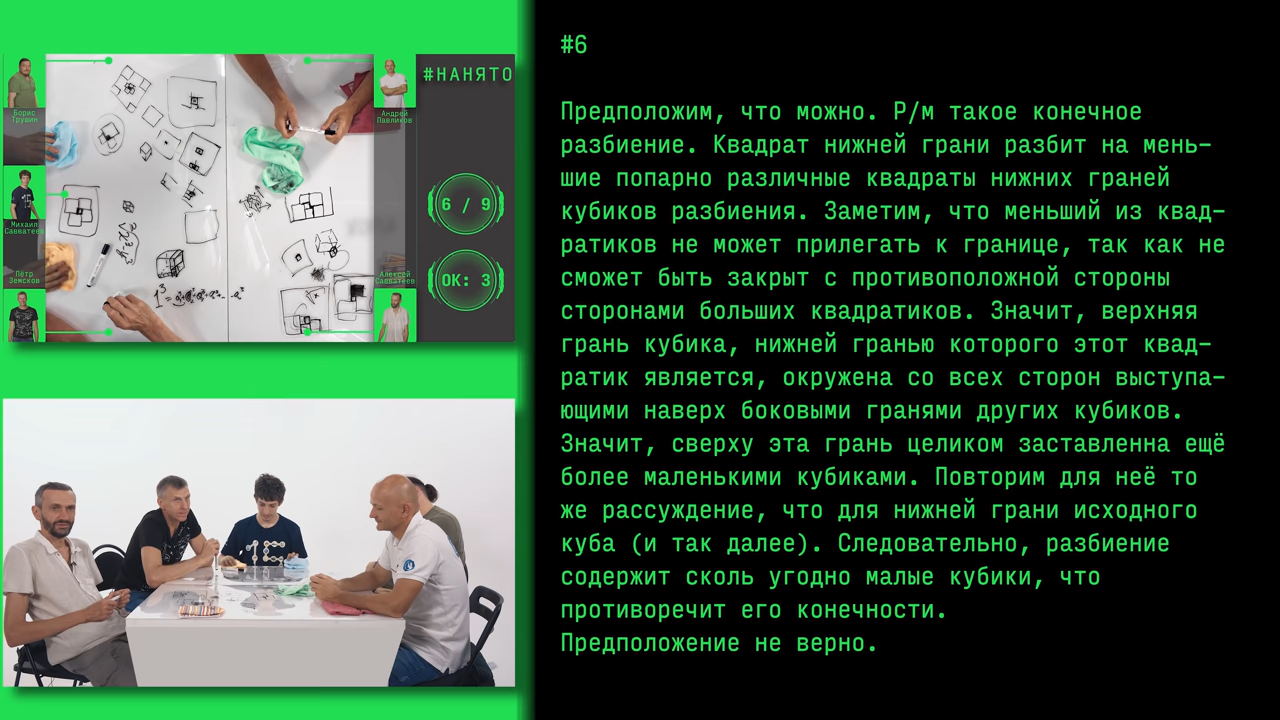 Борис
Трушин
Андрей
Павликов
#НАНЯТО
6 / 9
Михаил
Савватеев
OK: 3
Пётр
Земсков
Алексей
Савватеев
#6
Предположим, что можно. Р/м такое конечное
разбиение. Квадрат нижней грани разбит на мень-
шие попарно различные квадраты нижних граней
кубиков разбиения. Заметим, что меньший из квад-
ратиков не может прилегать к границе, так как не
сможет быть закрыт с противоположной стороны
сторонами больших квадратиков. Значит, верхняя
грань кубика, нижней гранью которого этот квад-
ратик является, окружена со всех сторон выступа-
ющими наверх боковыми гранями других кубиков.
Значит, сверху эта грань целиком заставленна ещё
более маленькими кубиками. Повторим для неё то
же рассуждение, что для нижней грани исходного
куба (и так далее). Следовательно, разбиение
содержит сколь угодно малые кубики, что
противоречит его конечности.
Предположение не верно.